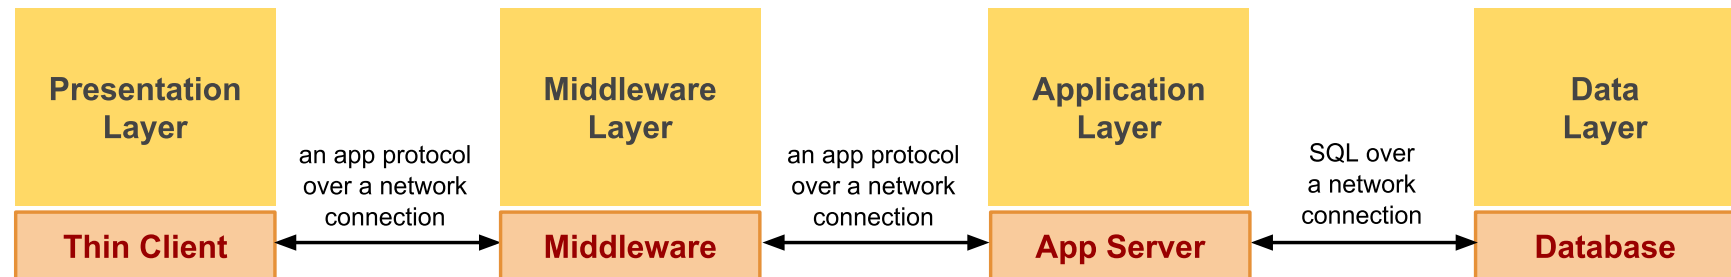 Presentation
Layer
Thin Client
an app protocol
over a network
connection
Middleware
Layer
Middleware
an app protocol
over a network
connection
Application
Layer
App Server
SQL over
a network
connection
Data
Layer
Database